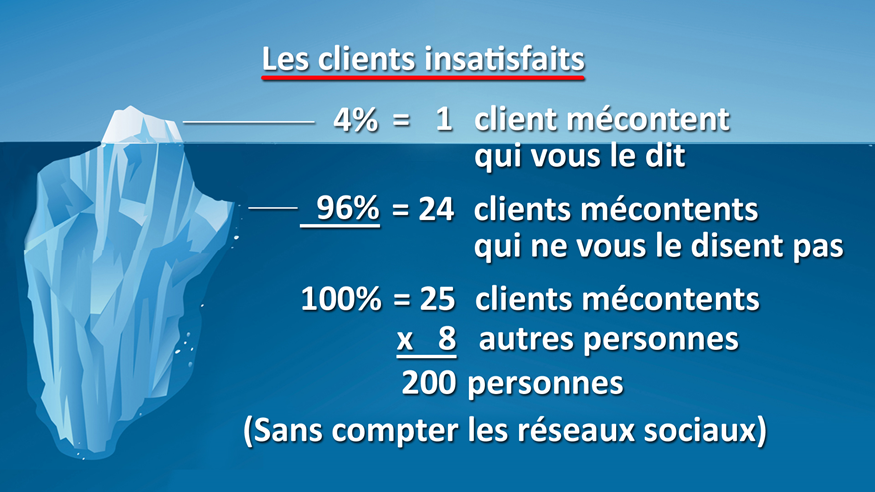 Les clients insatisfaits
4% = 1 client mécontent
qui vous le dit
96% = 24 clients mécontents
qui ne vous le disent pas
100% = 25 clients mécontents
x 8 autres personnes
200 personnes
(Sans compter les réseaux sociaux)